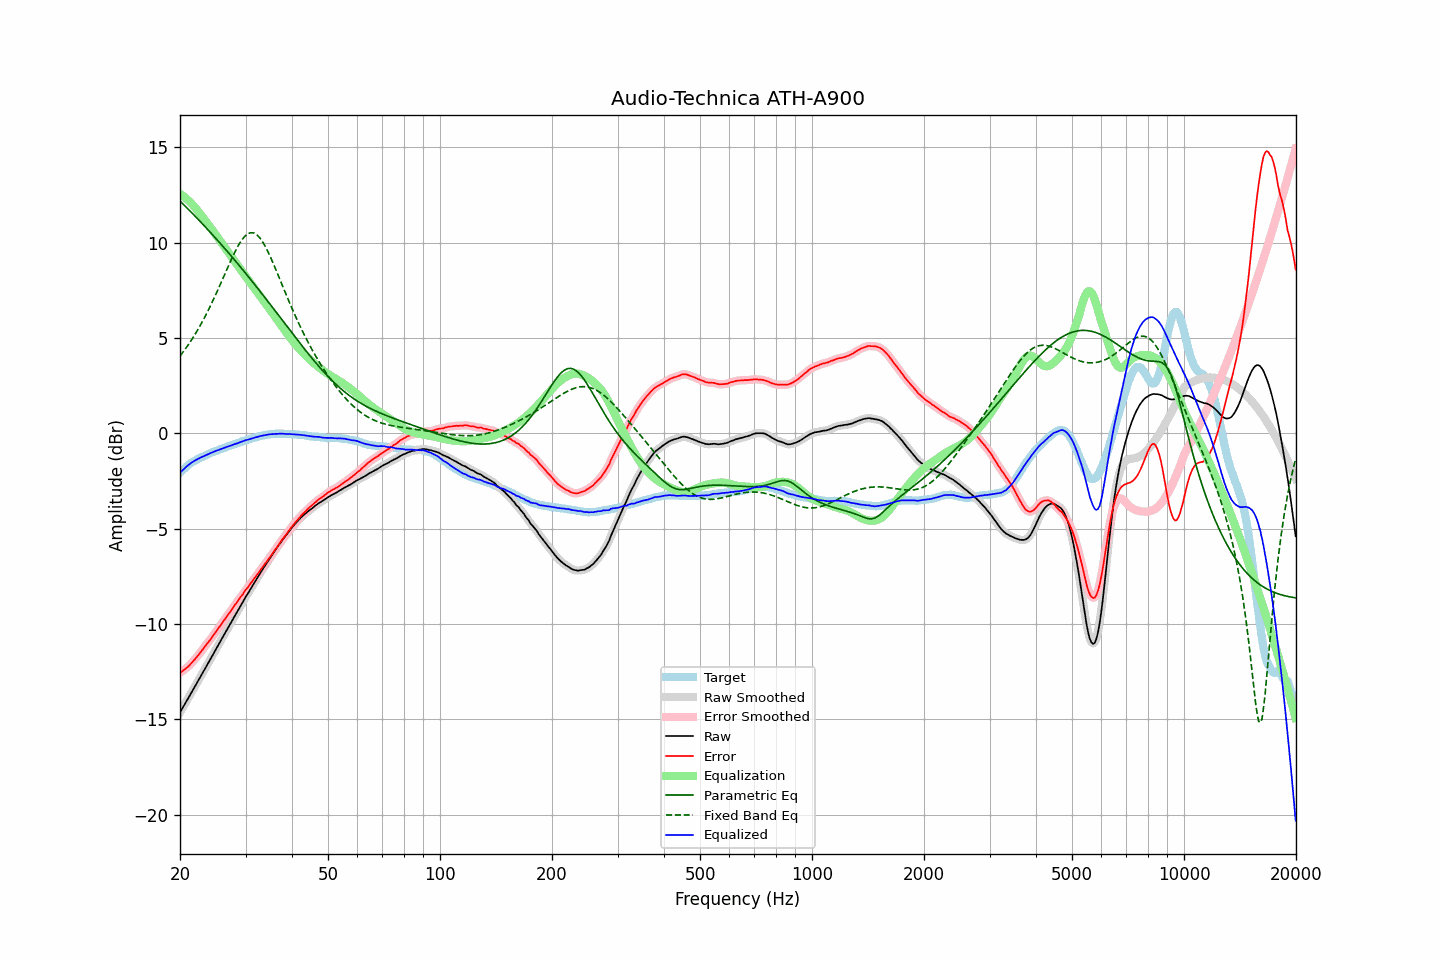 Audio-Technica ATH-A900
Amplitude (dBr)
15
10
5
0
−5
−10
−15
−20
Target
Raw Smoothed
Error Smoothed
Raw
Error
Equalization
Parametric Eq
Fixed Band Eq
Equalized
20 50 100 200 500 1000 2000 5000 10000 20000
Frequency (Hz)